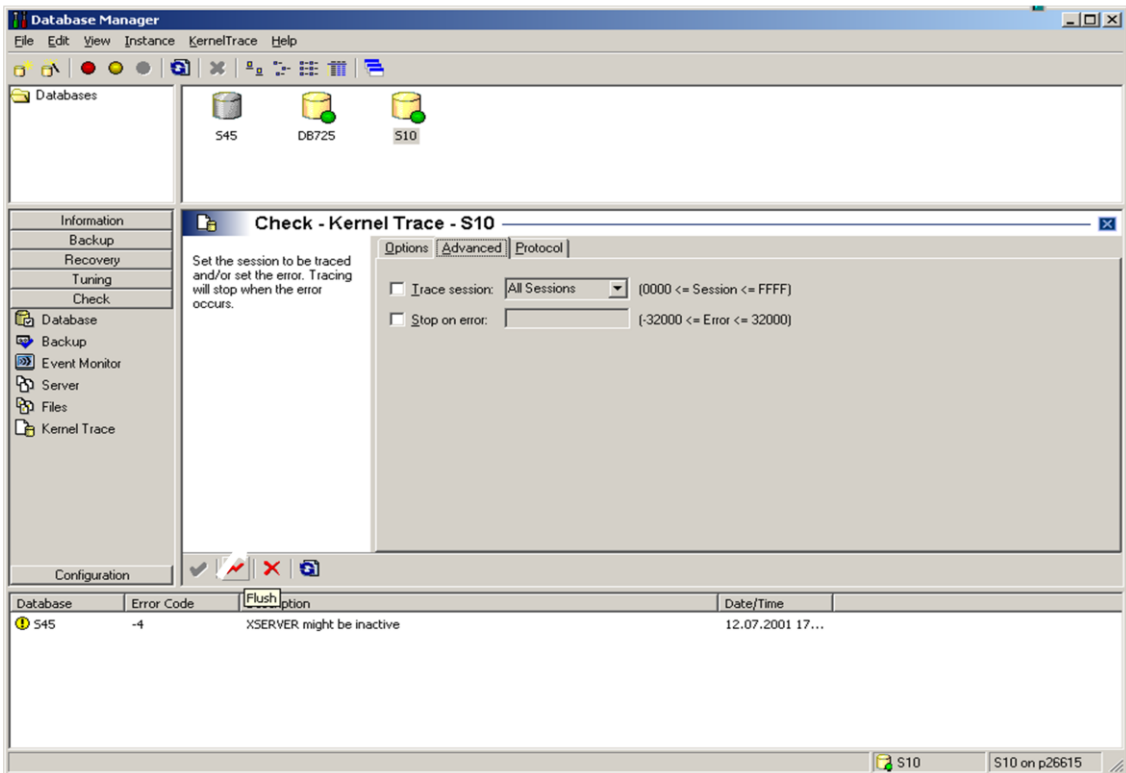 Database Manager
File Edit View Instance KernelTrace Help
Databases
S45 DB725 S10
Information
Backup
Recovery
Tuning
Check
Database
Backup
Event Monitor
Server
Files
Kernel Trace
Configuration
Check - Kernel Trace - S10
Set the session to be traced
and/or set the error. Tracing
will stop when the error
occurs.
Options Advanced Protocol
Trace session: All Sessions (0000 <= Session <= FFFF)
Stop on error: (-32000 <= Error <= 32000)
Flush
Database Error Code Date/Time
S45 -4 XSERVER might be inactive 12.07.2001 17...
S10 S10 on p26615